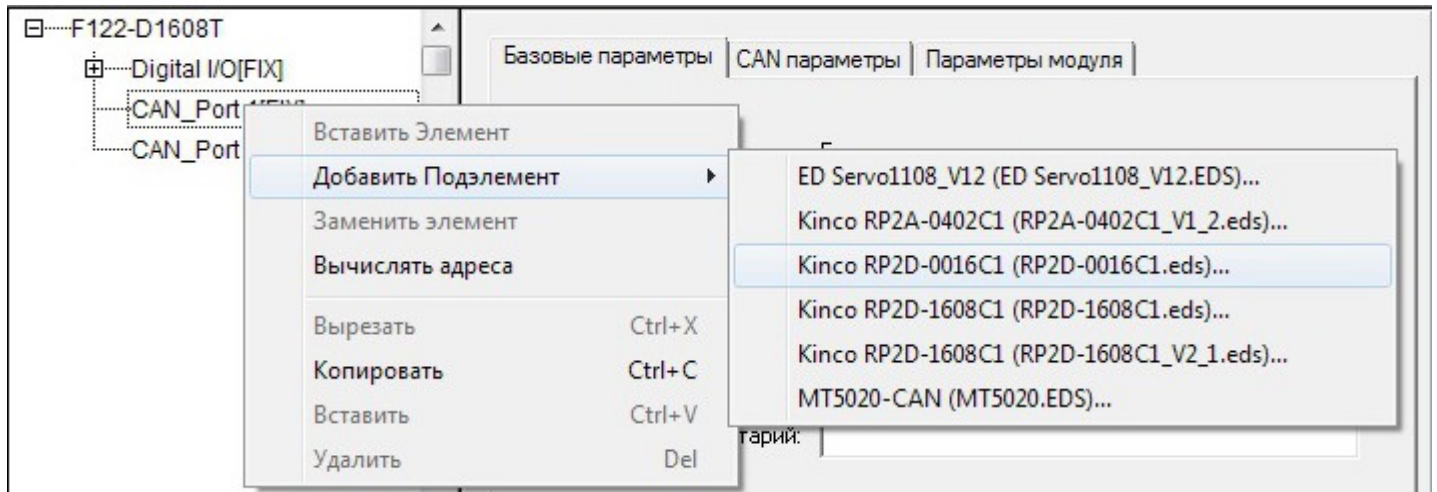 F122-D1608T
Digital I/O[FIX]
CAN_Port
CAN_Port
Базовые параметры
CAN параметры
Параметры модуля
Вставить Элемент
Добавить Подэлемент
Заменить элемент
Вычислять адреса
Вырезать Ctrl+X
Копировать Ctrl+C
Вставить Ctrl+V
Удалить Del
ED Servo1108_V12 (ED Servo1108_V12.EDS)...
Kinco RP2A-0402C1 (RP2A-0402C1_V1_2.eds)...
Kinco RP2D-0016C1 (RP2D-0016C1.eds)...
Kinco RP2D-1608C1 (RP2D-1608C1.eds)...
Kinco RP2D-1608C1 (RP2D-1608C1_V2_1.eds)...
MT5020-CAN (MT5020.EDS)...
тарий: